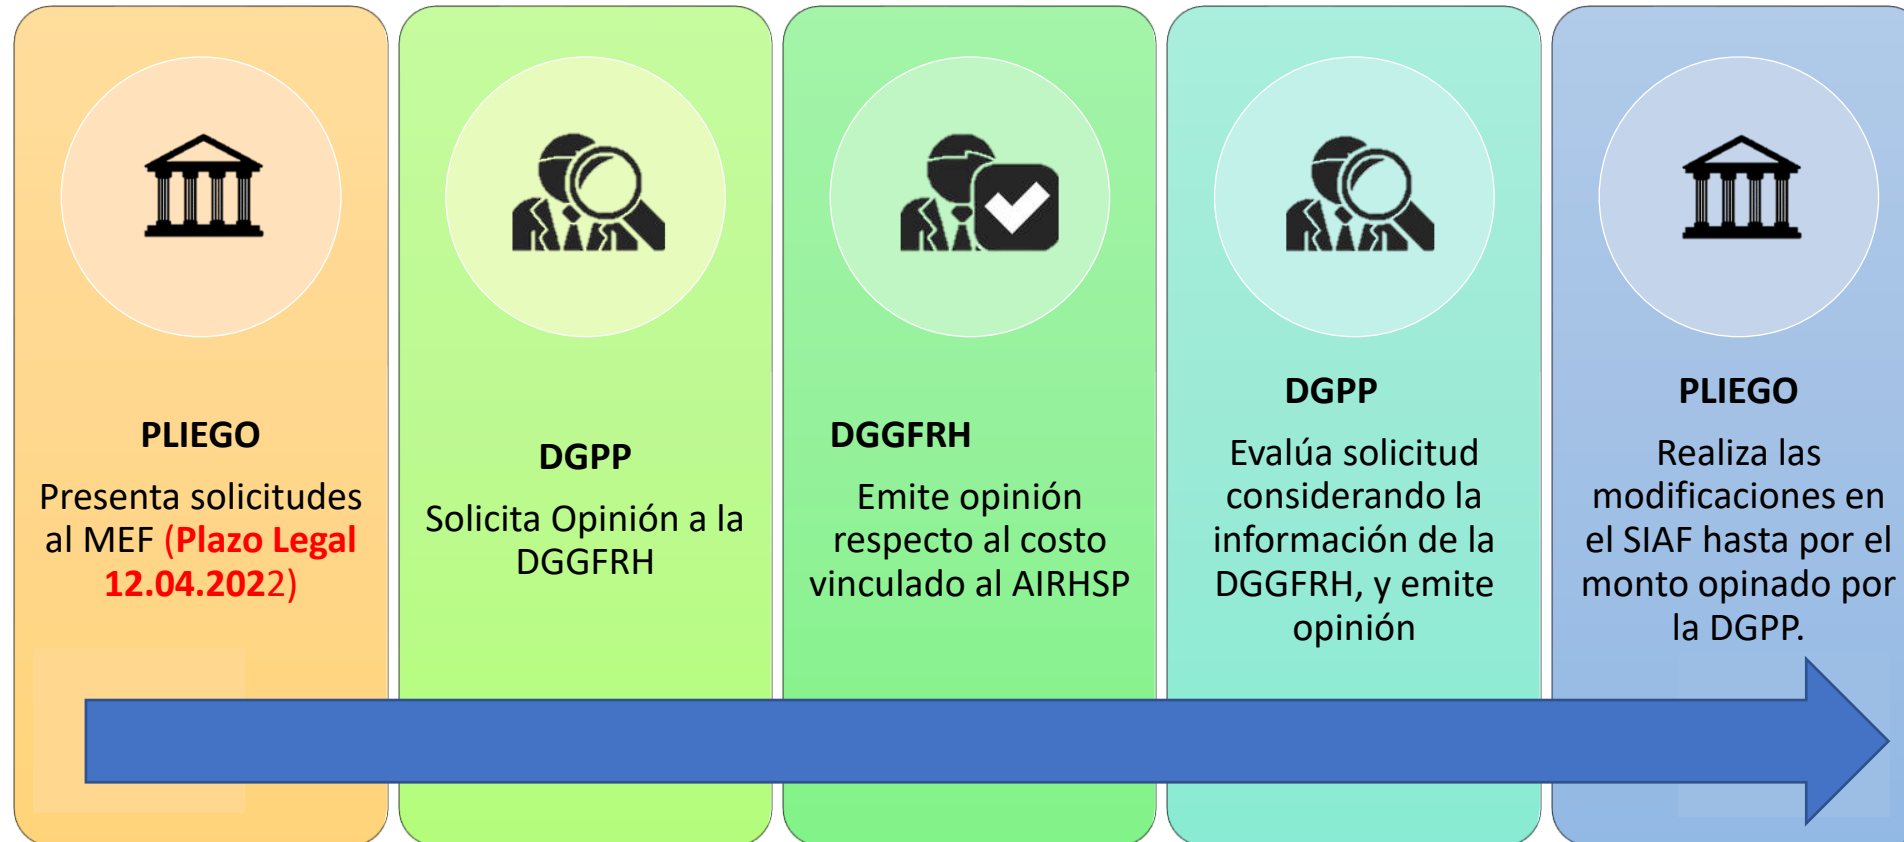 PLIEGO
Presenta solicitudes
al MEF (Plazo Legal
12.04.2022)
DGPP
Solicita Opinión a la
DGGFRH
DGGFRH
Emite opinión
respecto al costo
vinculado al AIRHSP
DGPP
Evalúa solicitud
considerando la
información de la
DGGFRH, y emite
opinión
PLIEGO
Realiza las
modificaciones en
el SIAF hasta por el
monto opinado por
la DGPP.